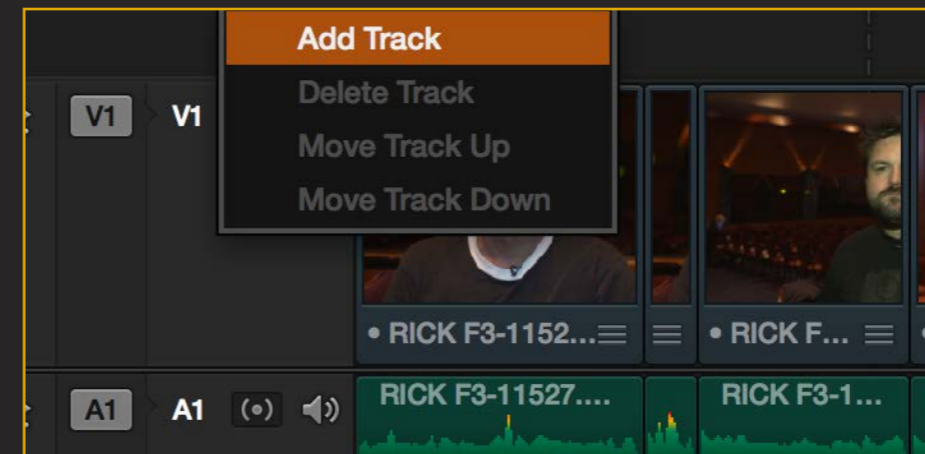 Add Track
Delete Track
Move Track Up
Move Track Down
V1 V1
• RICK F3-1152... • RICK F...
A1 A1 RICK F3-11527.... RICK F3-1...